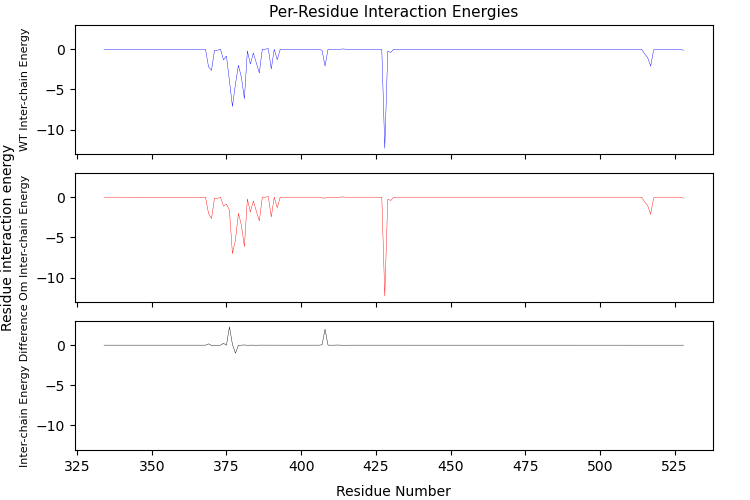 Per-Residue Interaction Energies
WT Inter-chain Energy
0
−5
−10
Residue interaction energy
Om Inter-chain Energy
0
−5
−10
Inter-chain Energy Difference
0
−5
−10
325 350 375 400 425 450 475 500 525
Residue Number